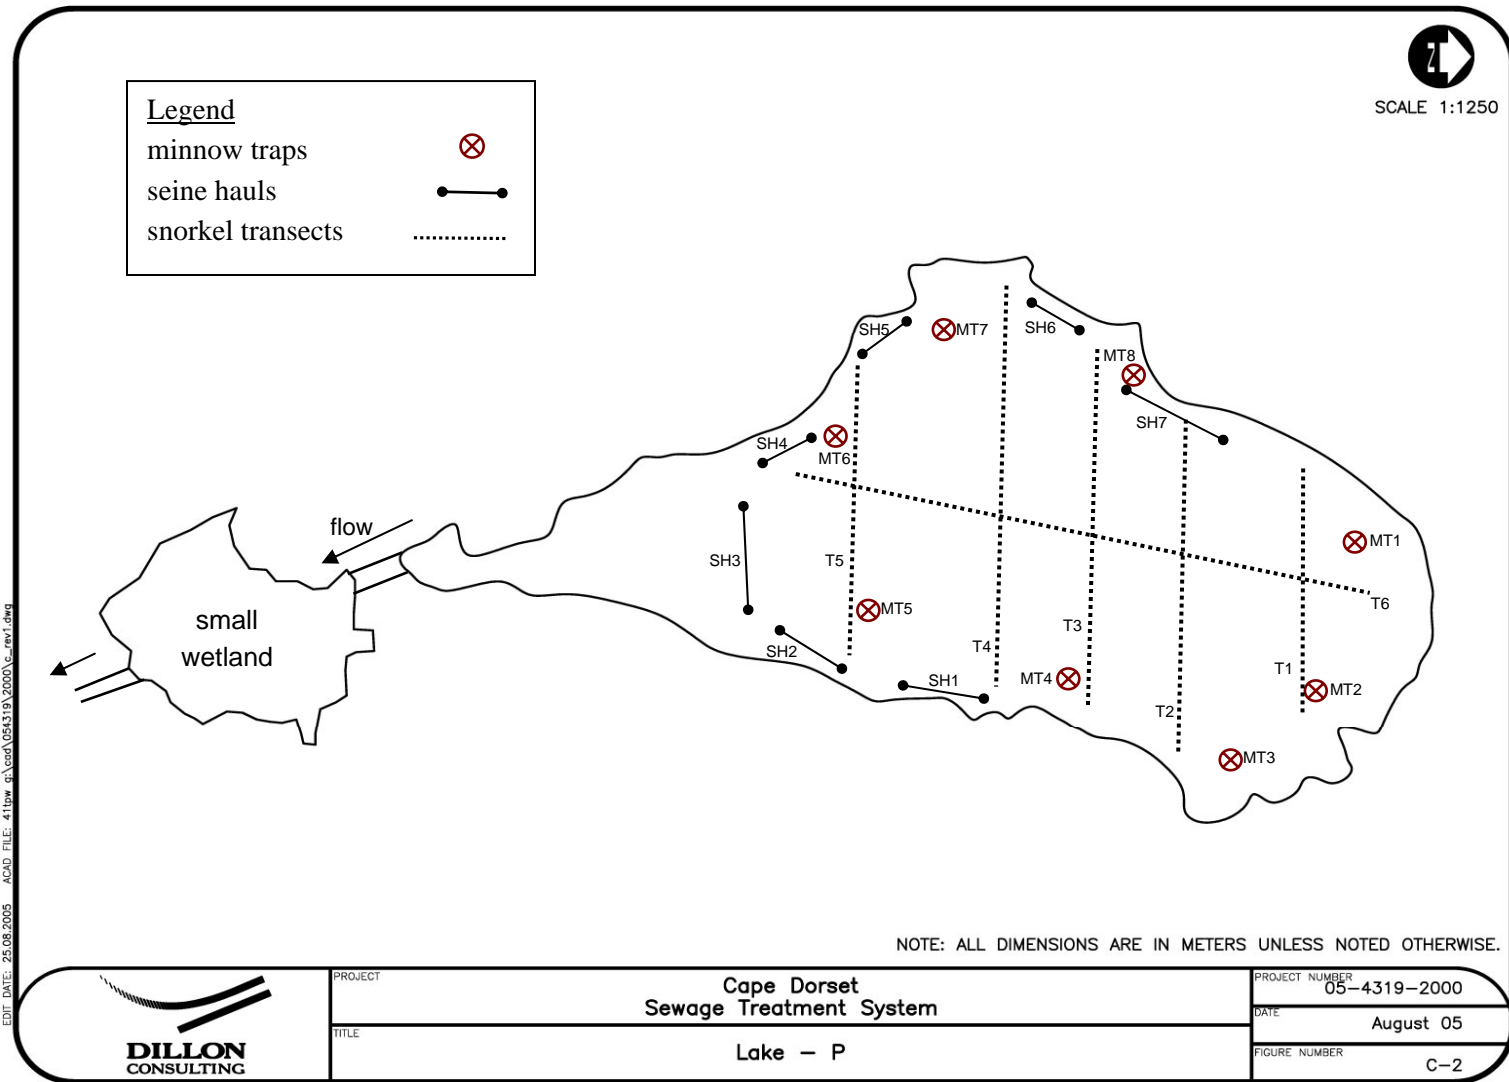 Legend
minnow traps
seine hauls
snorkel transects
N
SCALE 1:1250
SH5
MT7
SH6
MT8
SH7
SH4
MT6
flow
SH3
T5
MT5
MT1
T6
small
wetland
SH2
T4
T3
SH1
MT4
T1
MT2
T2
MT3
NOTE: ALL DIMENSIONS ARE IN METERS UNLESS NOTED OTHERWISE.
EDIT DATE: 25.08.2005 ACAD FILE: 41tpw g:\cad\054319\2000\c_rev1.dwg
DILLON
CONSULTING
PROJECT
Cape Dorset
Sewage Treatment System
TITLE
Lake - P
PROJECT NUMBER
05-4319-2000
DATE
August 05
FIGURE NUMBER
C-2